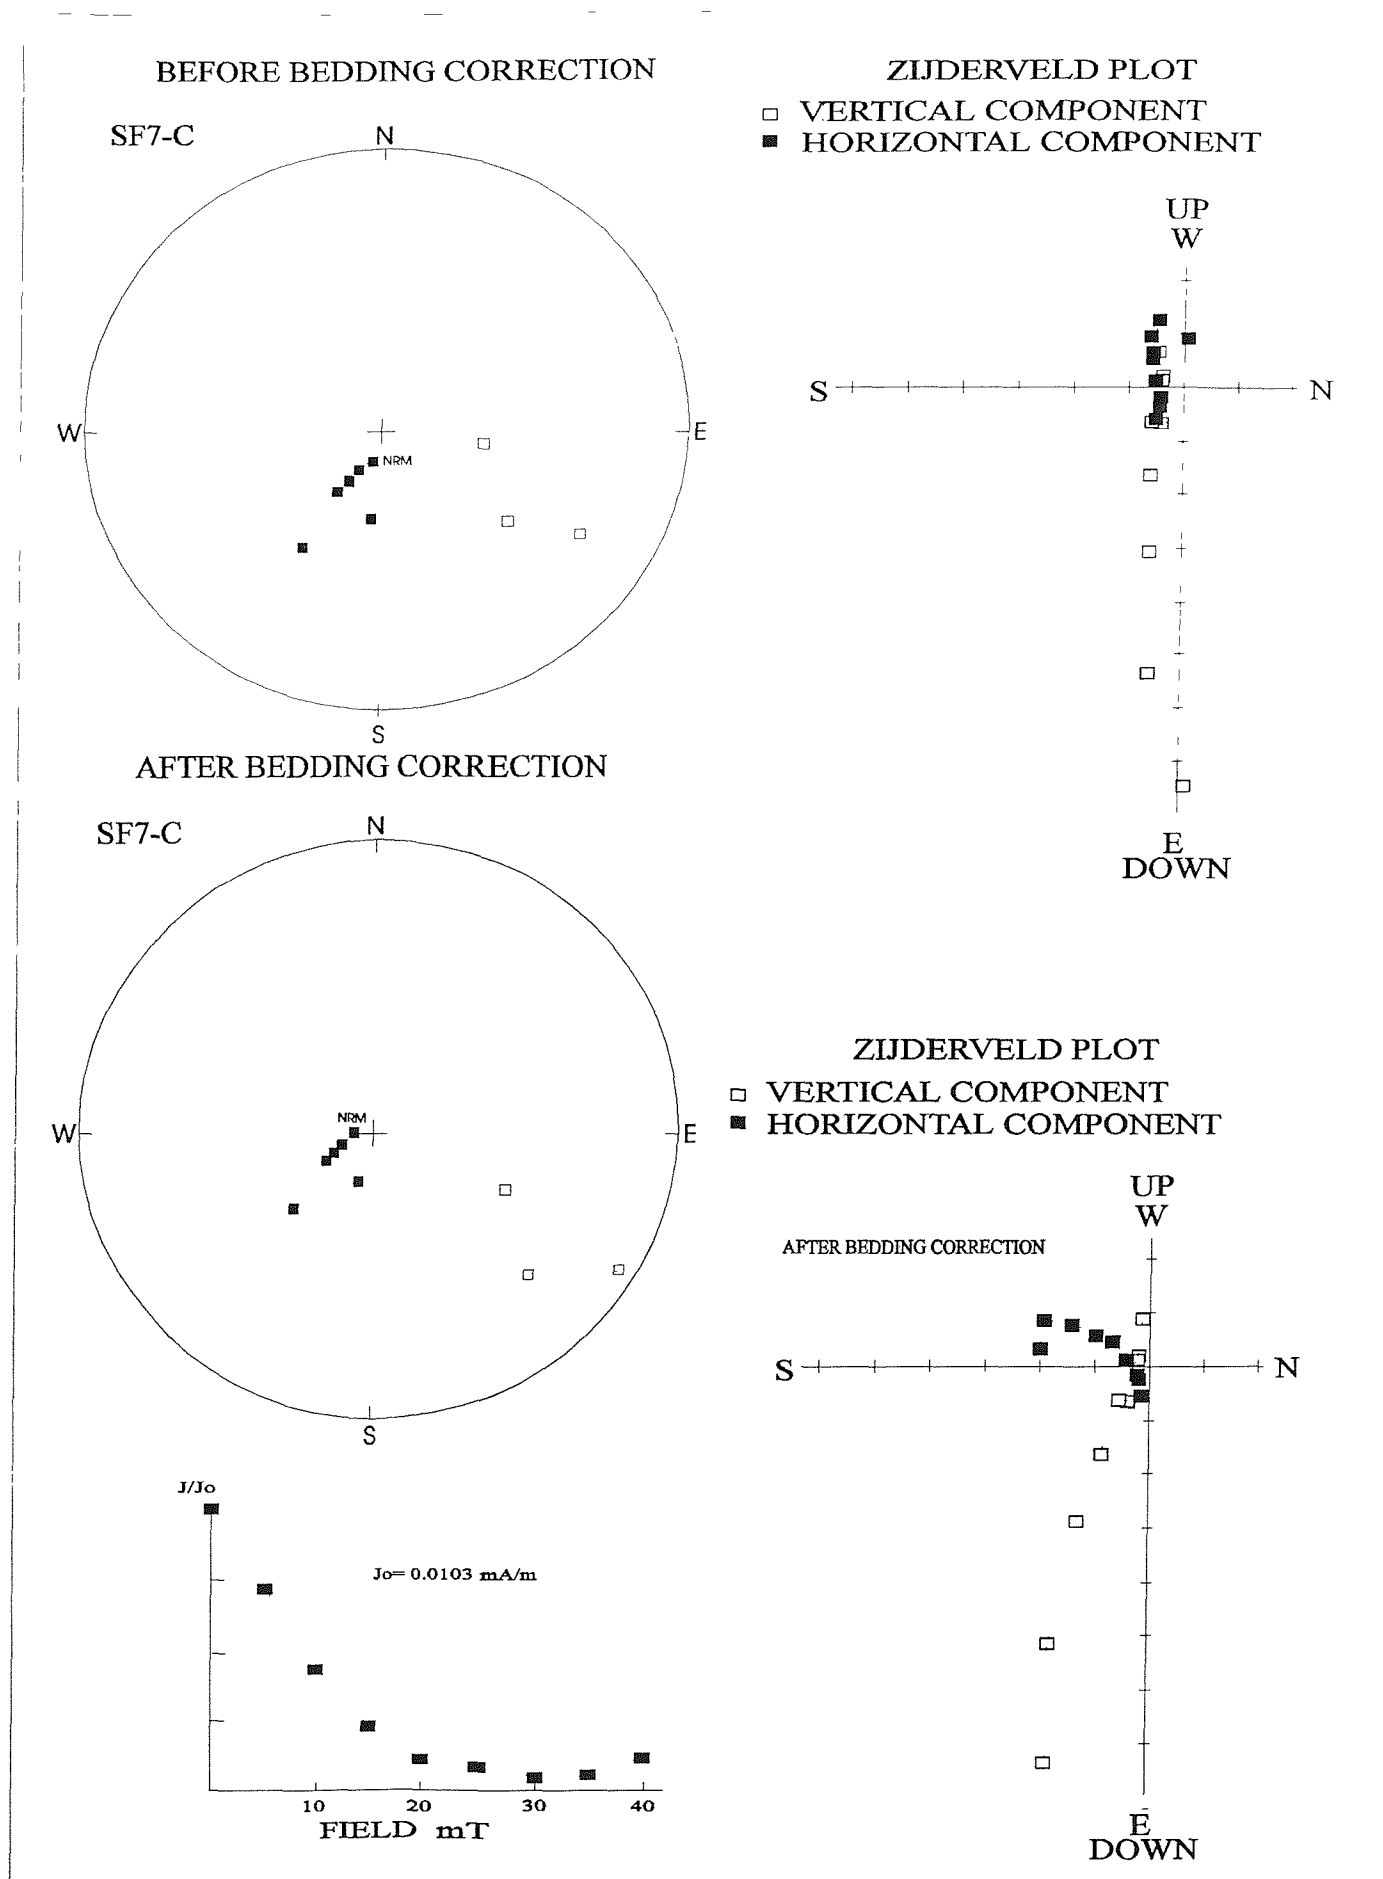 BEFORE BEDDING CORRECTION
SF7-C
N
W
E
NRM
S
ZIJDERVELD PLOT
VERTICAL COMPONENT
HORIZONTAL COMPONENT
UP
W
S
N
E
DOWN
AFTER BEDDING CORRECTION
SF7-C
N
NRM
W
E
S
ZIJDERVELD PLOT
VERTICAL COMPONENT
HORIZONTAL COMPONENT
UP
W
AFTER BEDDING CORRECTION
S
N
E
DOWN
J/Jo
Jo= 0.0103 mA/m
10 20 30 40
FIELD mT